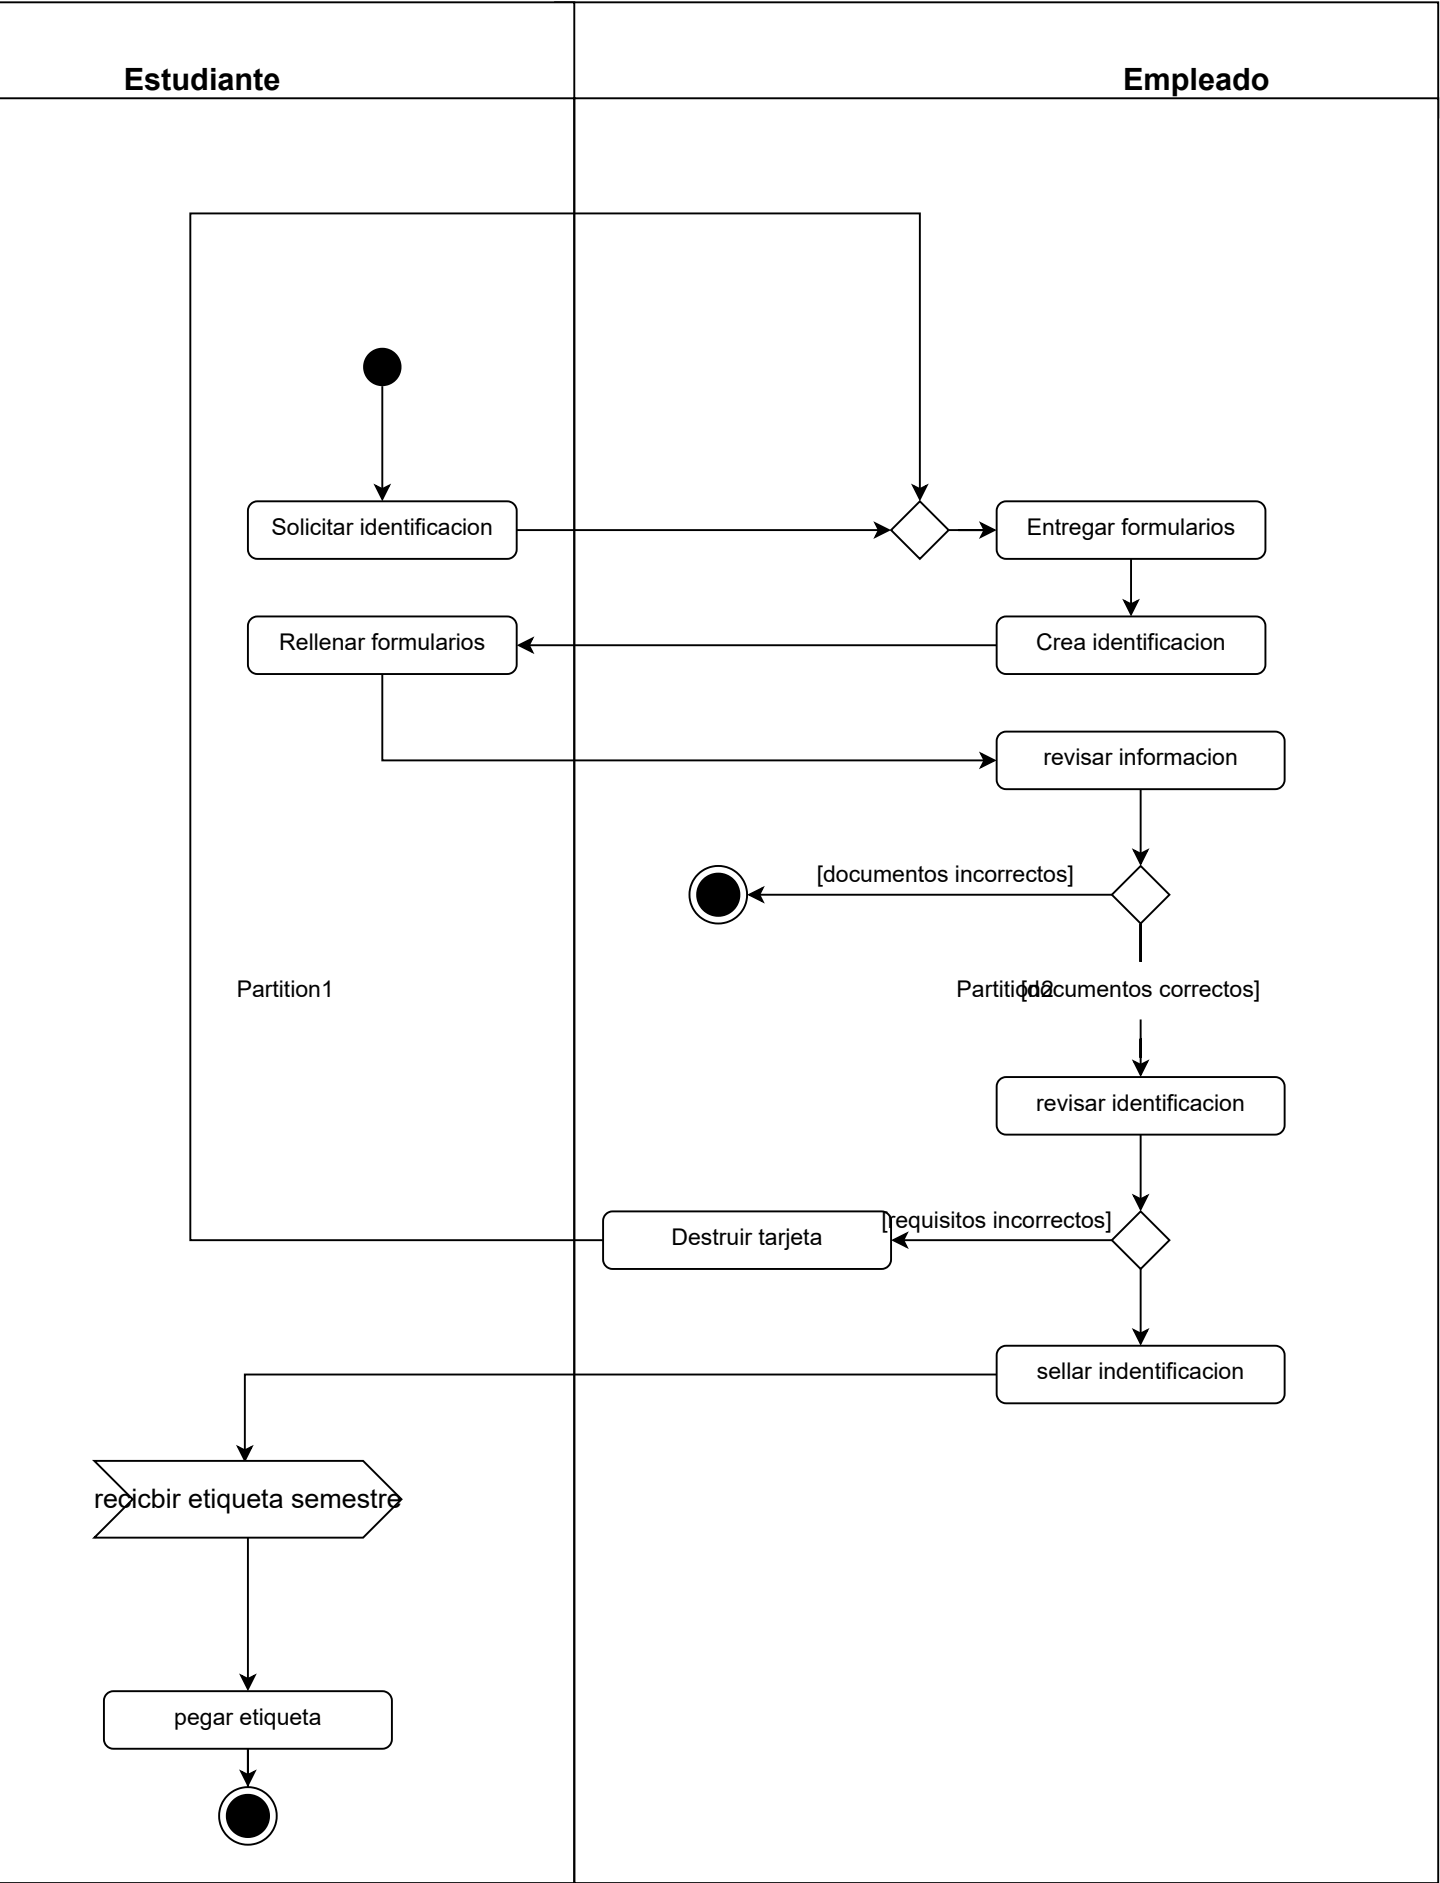 Estudiante
Empleado
Solicitar identificacion
Entregar formularios
Rellenar formularios
Crea identificacion
revisar informacion
[documentos incorrectos]
Partition1
Partition2
[documentos correctos]
revisar identificacion
[requisitos incorrectos]
Destruir tarjeta
sellar indentificacion
recicbir etiqueta semestre
pegar etiqueta